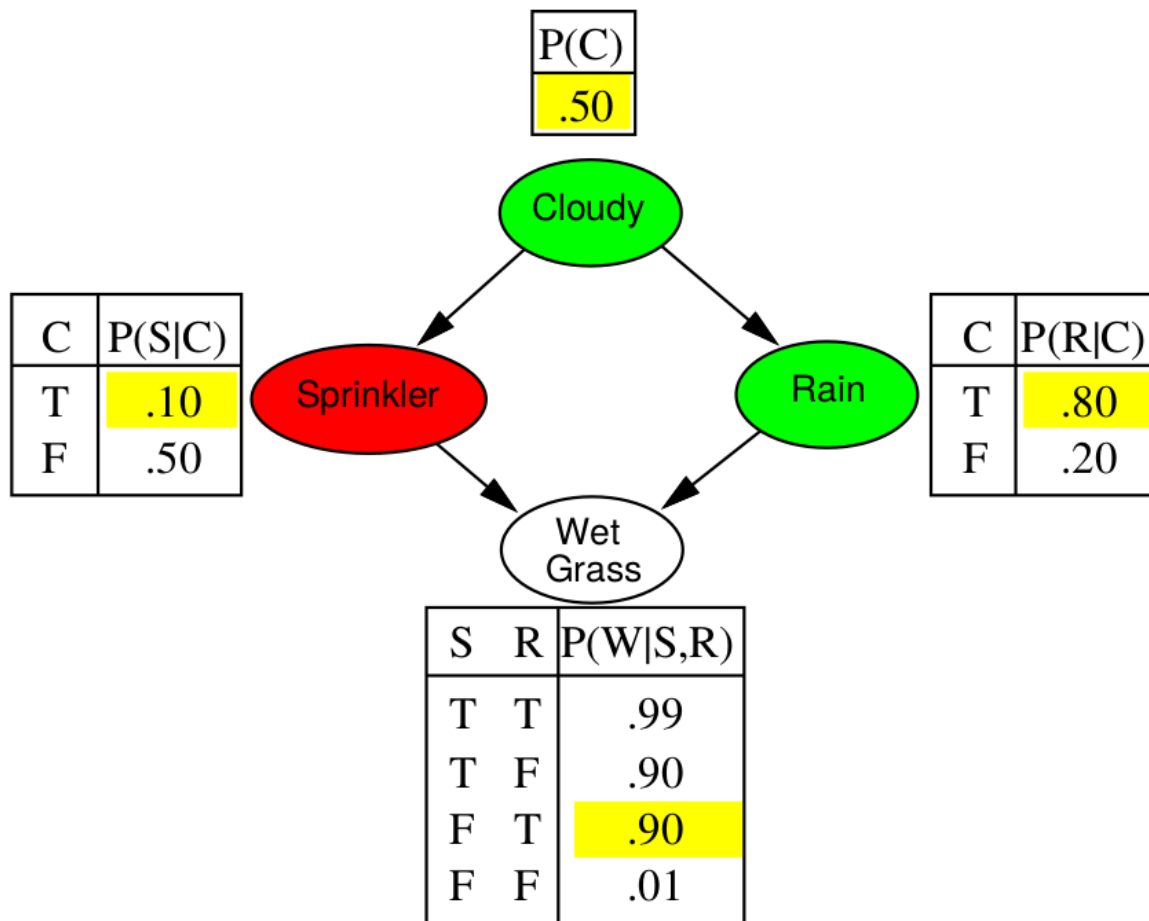 P(C)
.50
Cloudy
C P(S|C)
T .10
F .50
Sprinkler
Rain
C P(R|C)
T .80
F .20
Wet
Grass
S R P(W|S,R)
T T .99
T F .90
F T .90
F F .01